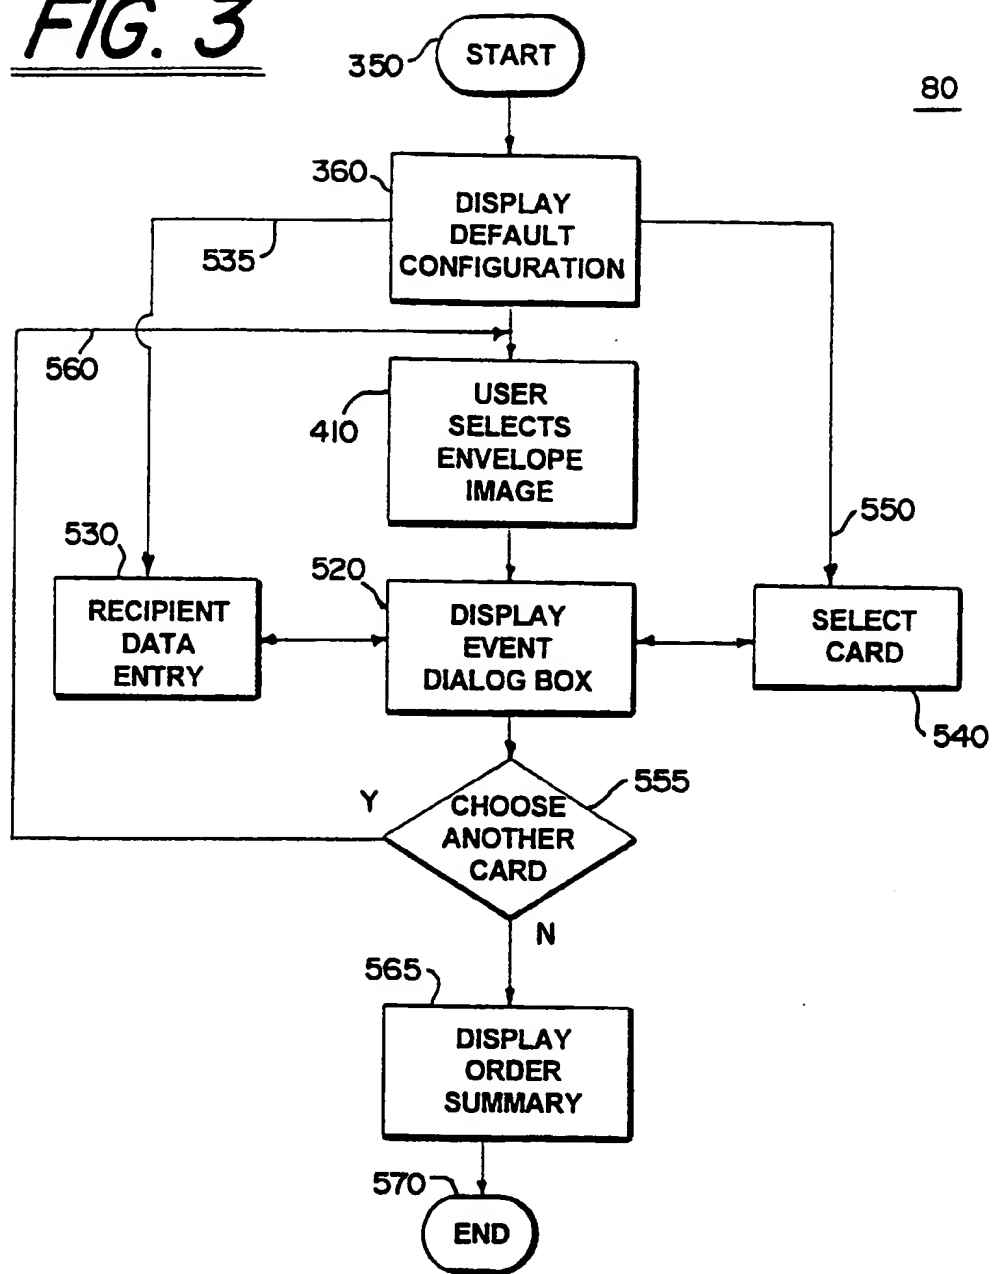 FIG. 3
350
START
80
360
DISPLAY
DEFAULT
CONFIGURATION
535
560
410
USER
SELECTS
ENVELOPE
IMAGE
550
530
RECIPIENT
DATA
ENTRY
520
DISPLAY
EVENT
DIALOG BOX
SELECT
CARD
540
Y
CHOOSE
ANOTHER
CARD
555
N
565
DISPLAY
ORDER
SUMMARY
570
END